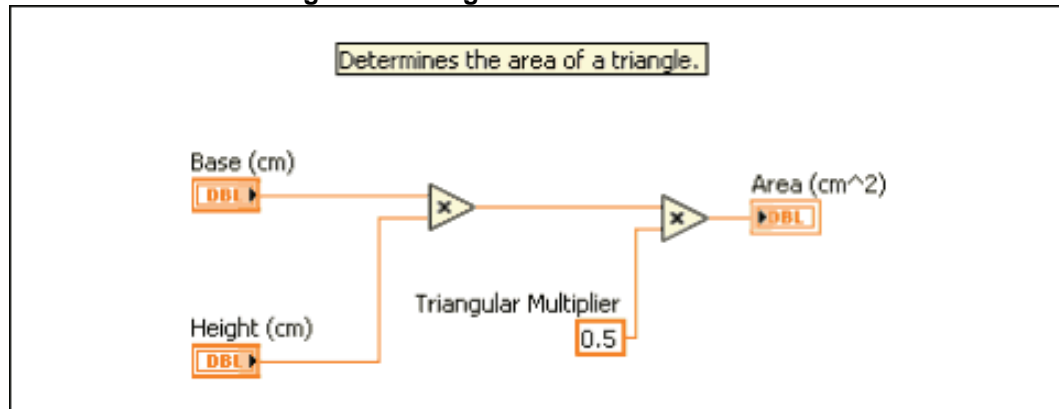 Determines the area of a triangle.
Base (cm)
DBL
×
×
Area (cm^2)
DBL
Triangular Multiplier
0.5
Height (cm)
DBL